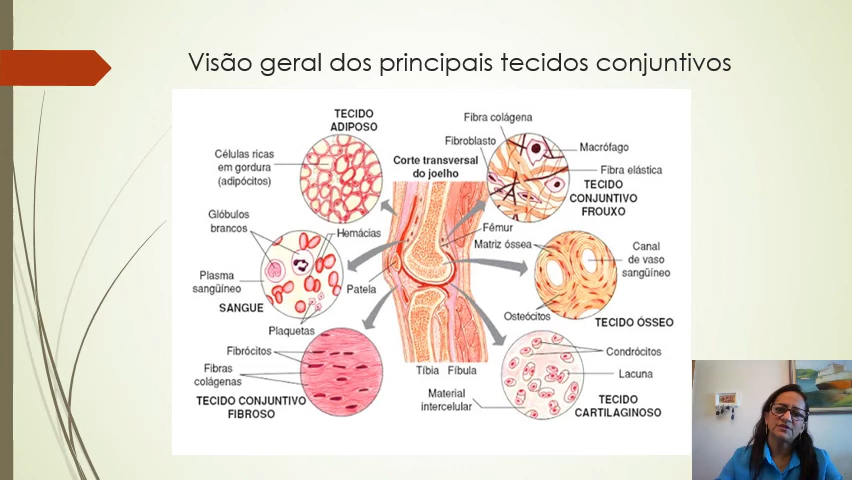 Visão geral dos principais tecidos conjuntivos
TECIDO
ADIPOSO
Células ricas
em gordura
(adipócitos)
Corte transversal
do joelho
Fibra colágena
Fibroblasto
Macrófago
Fibra elástica
TECIDO
CONJUNTIVO
FROUXO
Glóbulos
brancos
Hemácias
Plasma
sangüíneo
SANGUE
Plaquetas
Patela
Fêmur
Matriz óssea
Canal
de vaso
sangüíneo
Osteócitos
TECIDO ÓSSEO
Fibrócitos
Fibras
colágenas
TECIDO CONJUNTIVO
FIBROSO
Tíbia Fíbula
Material
intercelular
Condrócitos
Lacuna
TECIDO
CARTILAGINOSO